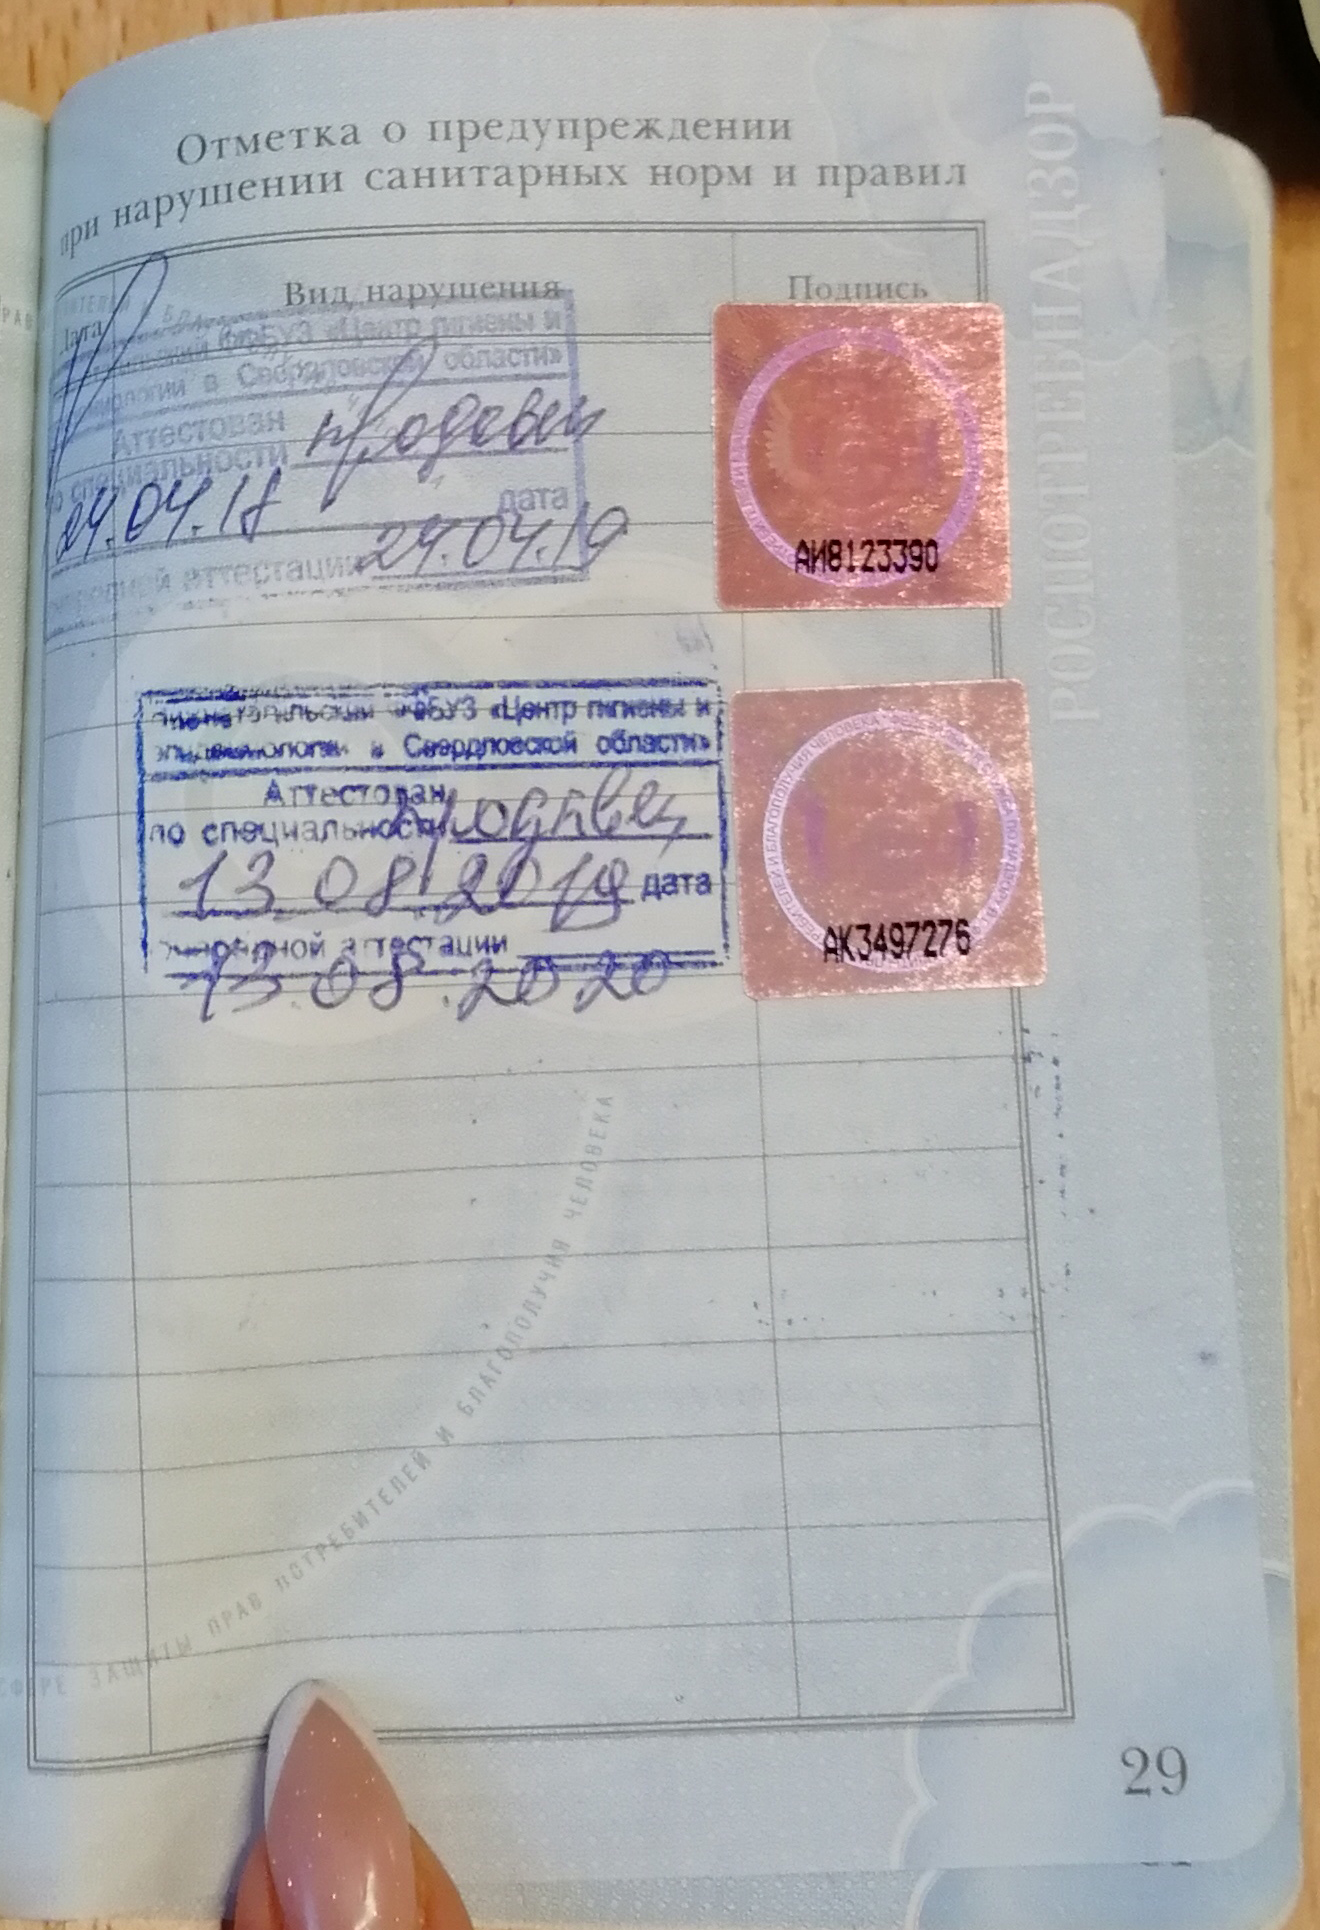 Отметка о предупреждении
при нарушении санитарных норм и правил
Дата Вид нарушения Подпись
ФБУЗ «Центр гигиены и
в Свердловской области»
Аттестован
по специальности продавец
24.04.18 дата
аттестации 24.04.19
АИ8123390
ФБУЗ «Центр гигиены и
в Свердловской области»
Аттестован
по специальности продавец
13.08.2019 дата
аттестации
13.08.2020
АК3497276
РОСПОТРЕБНАДЗОР
СФЕРЕ ЗАЩИТЫ ПРАВ ПОТРЕБИТЕЛЕЙ И БЛАГОПОЛУЧИЯ ЧЕЛОВЕКА
29